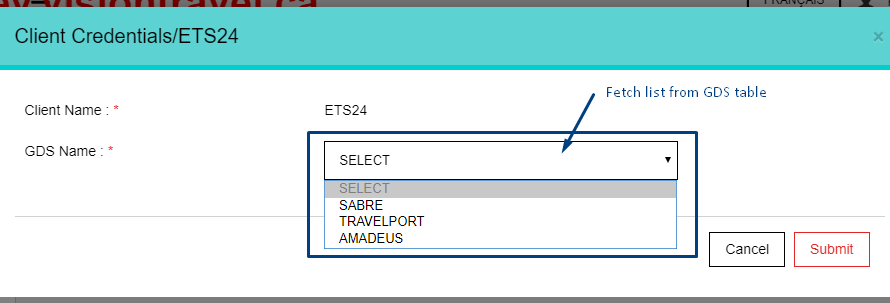 FRANÇAIS
Client Credentials/ETS24
×
Fetch list from GDS table
Client Name : * ETS24
GDS Name : * SELECT
SELECT
SABRE
TRAVELPORT
AMADEUS
Cancel Submit